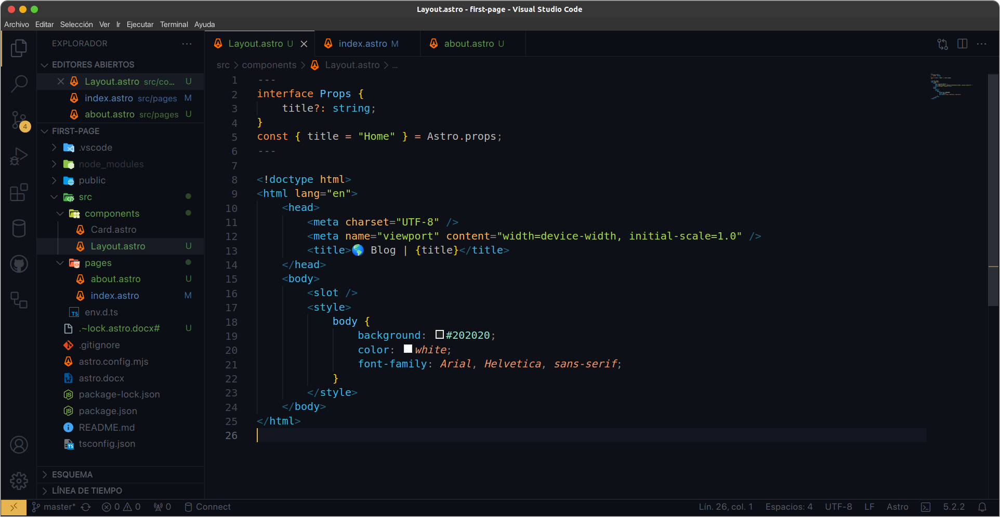 Layout.astro - first-page - Visual Studio Code
Archivo Editar Selección Ver Ir Ejecutar Terminal Ayuda
EXPLORADOR ···
EDITORES ABIERTOS
Layout.astro src/co... U
index.astro src/pages M
about.astro src/pages U
FIRST-PAGE
.vscode
node_modules
public
src
components
Card.astro
Layout.astro U
pages
about.astro U
index.astro M
TS env.d.ts
.~lock.astro.docx# U
.gitignore
astro.config.mjs
astro.docx
package-lock.json
package.json
README.md
tsconfig.json
ESQUEMA
LÍNEA DE TIEMPO
4
Layout.astro U index.astro M about.astro U
src > components > Layout.astro > ...
1 ---
2 interface Props {
3 title?: string;
4 }
5 const { title = "Home" } = Astro.props;
6 ---
7
8 <!doctype html>
9 <html lang="en">
10 <head>
11 <meta charset="UTF-8" />
12 <meta name="viewport" content="width=device-width, initial-scale=1.0" />
13 <title>🌎 Blog | {title}</title>
14 </head>
15 <body>
16 <slot />
17 <style>
18 body {
19 background: #202020;
20 color: white;
21 font-family: Arial, Helvetica, sans-serif;
22 }
23 </style>
24 </body>
25 </html>
26
master* 0 0 0 Connect Lín. 26, col. 1 Espacios: 4 UTF-8 LF Astro 5.2.2